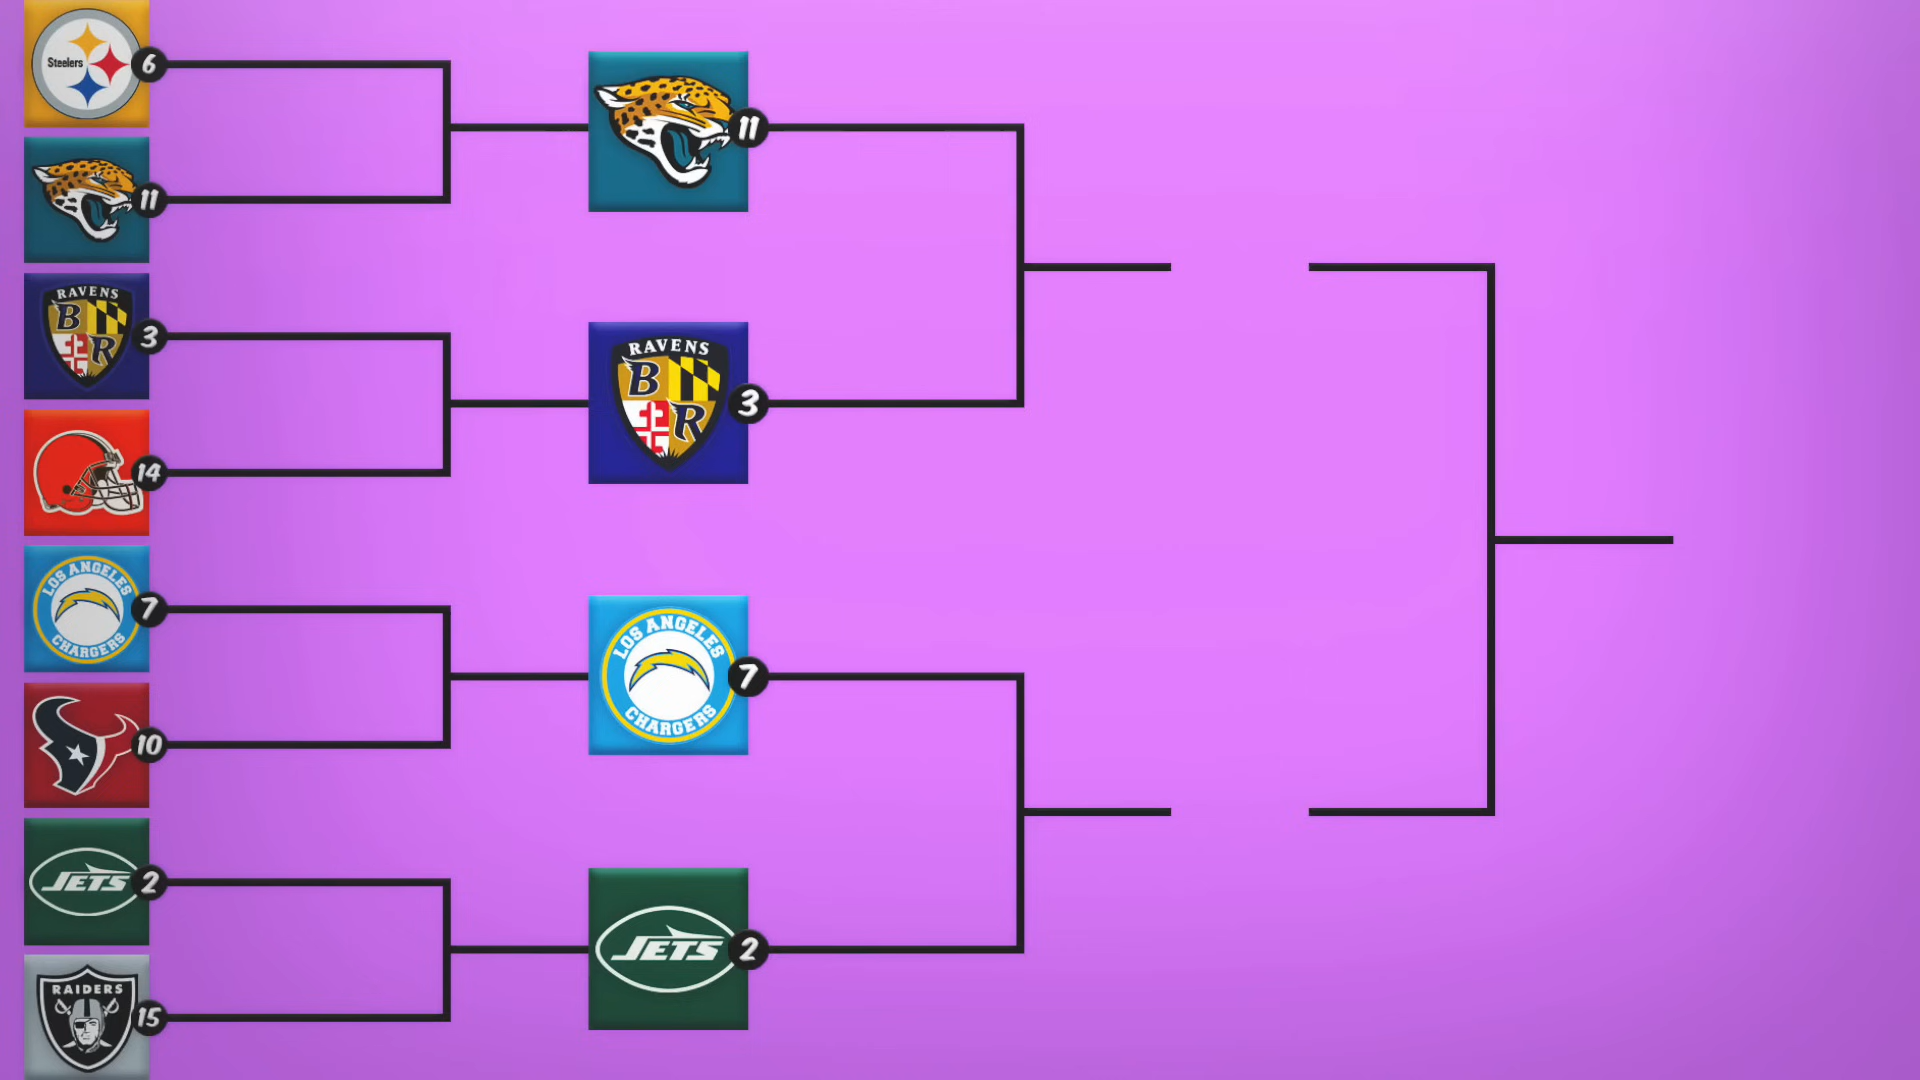 Steelers
6
11
RAVENS
B
R
3
14
LOS ANGELES
CHARGERS
7
10
JETS
2
RAIDERS
15
11
RAVENS
B
R
3
LOS ANGELES
CHARGERS
7
JETS
2